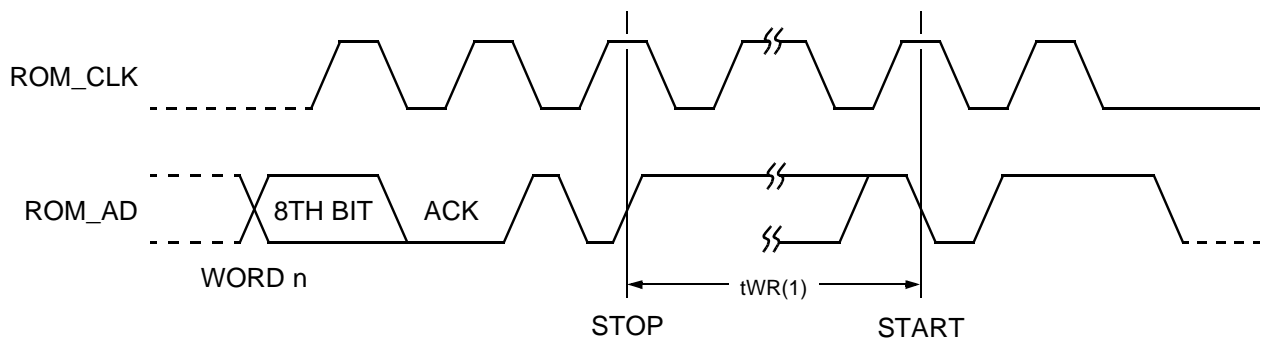 ROM_CLK
ROM_AD
8TH BIT
ACK
WORD n
tWR(1)
STOP
START